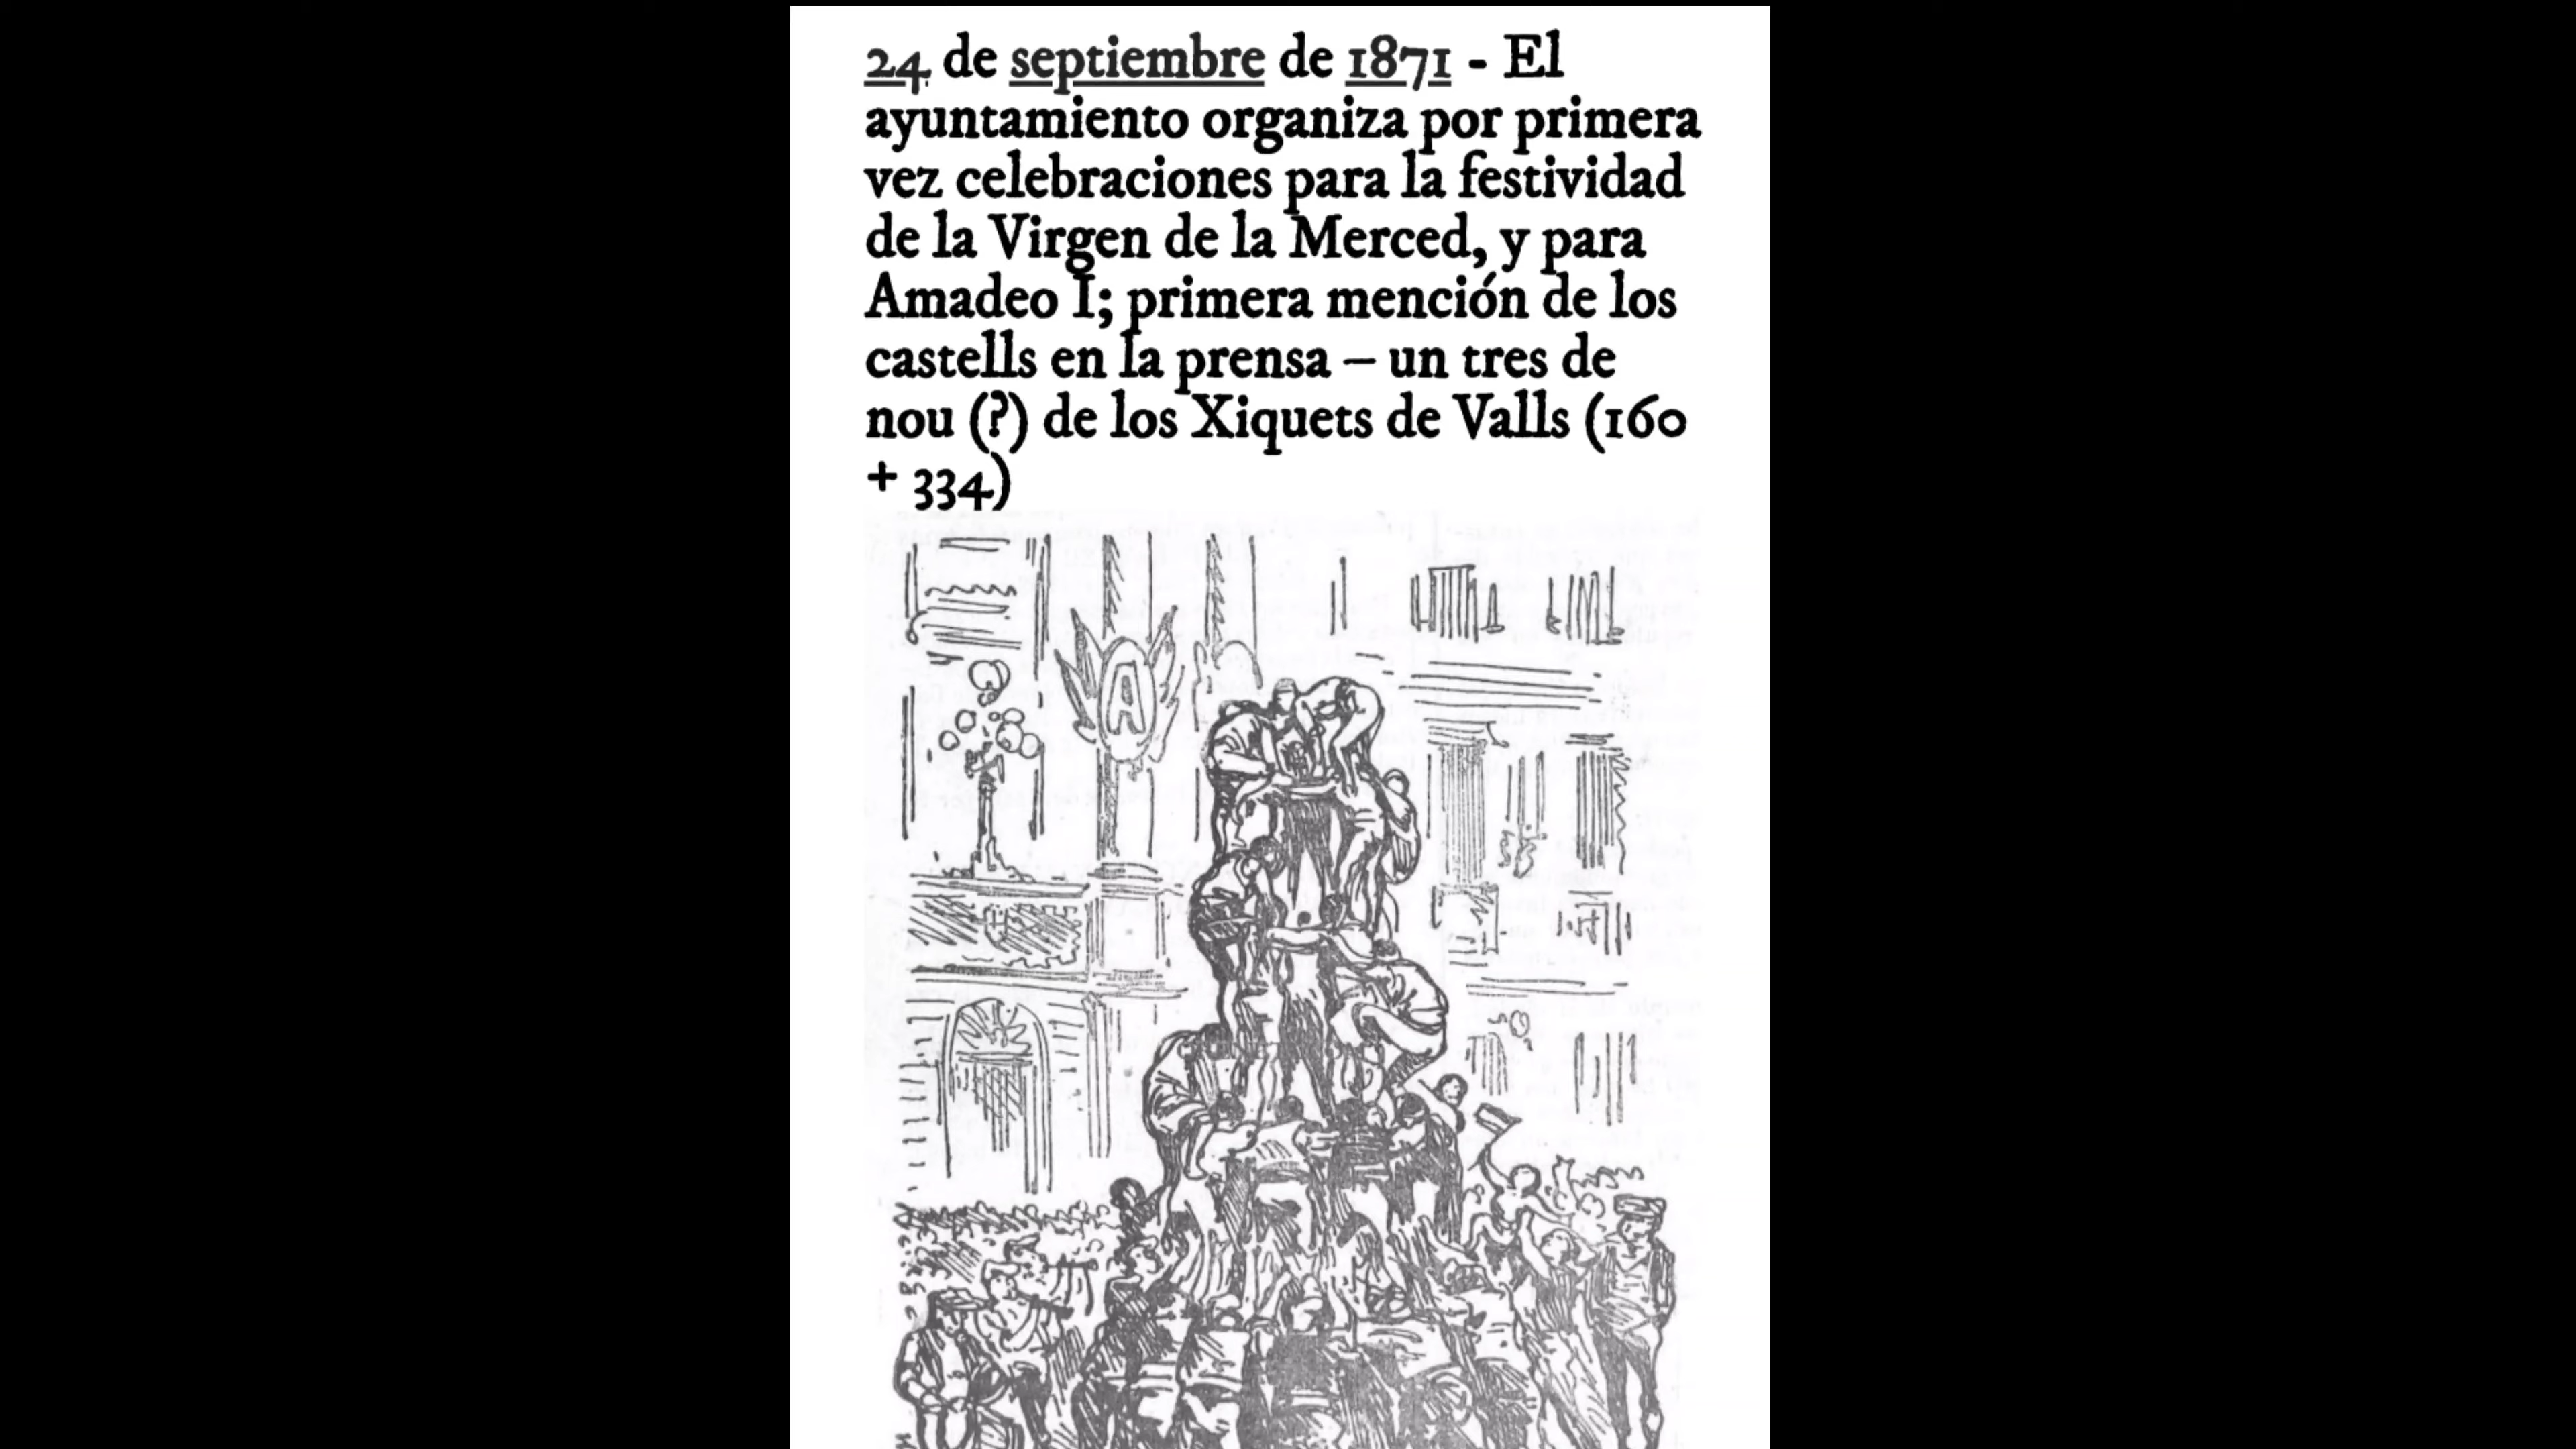 24 de septiembre de 1871 - El
ayuntamiento organiza por primera
vez celebraciones para la festividad
de la Virgen de la Merced, y para
Amadeo I; primera mención de los
castells en la prensa – un tres de
nou (?) de los Xiquets de Valls (160
+ 334)
A